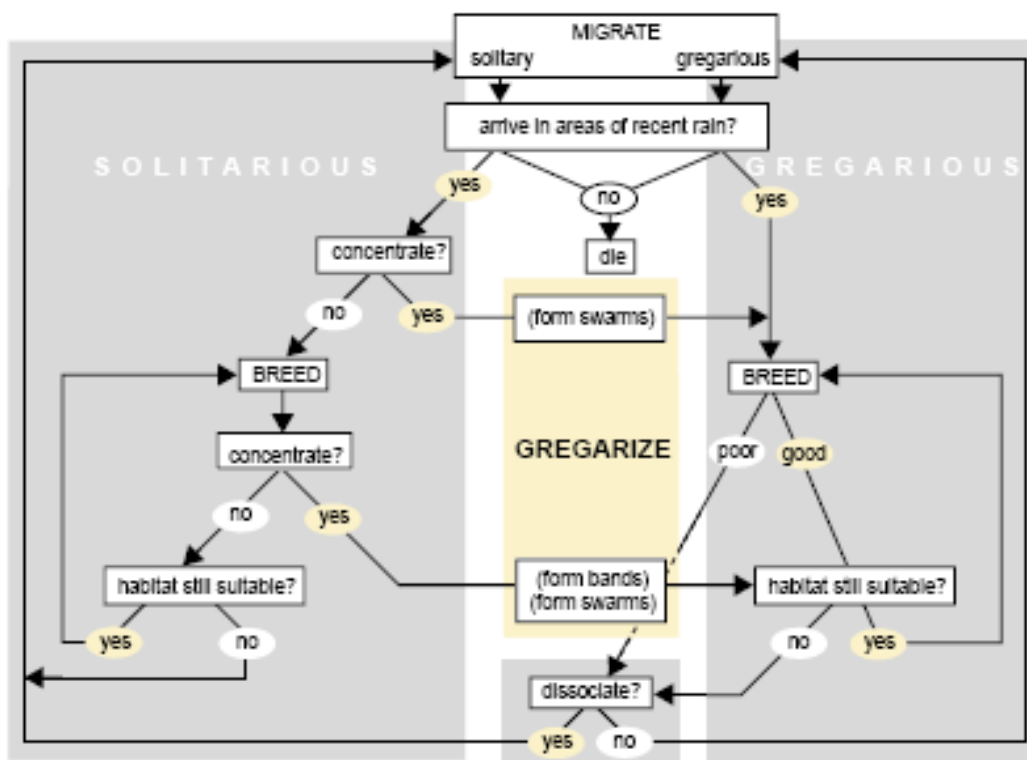 MIGRATE
solitary gregarious
arrive in areas of recent rain?
SOLITARIOUS
GREGARIOUS
yes
no
yes
concentrate?
die
no
yes
(form swarms)
BREED
BREED
concentrate?
GREGARIZE
poor
good
no
yes
habitat still suitable?
(form bands)
(form swarms)
habitat still suitable?
yes
no
no
yes
dissociate?
yes
no